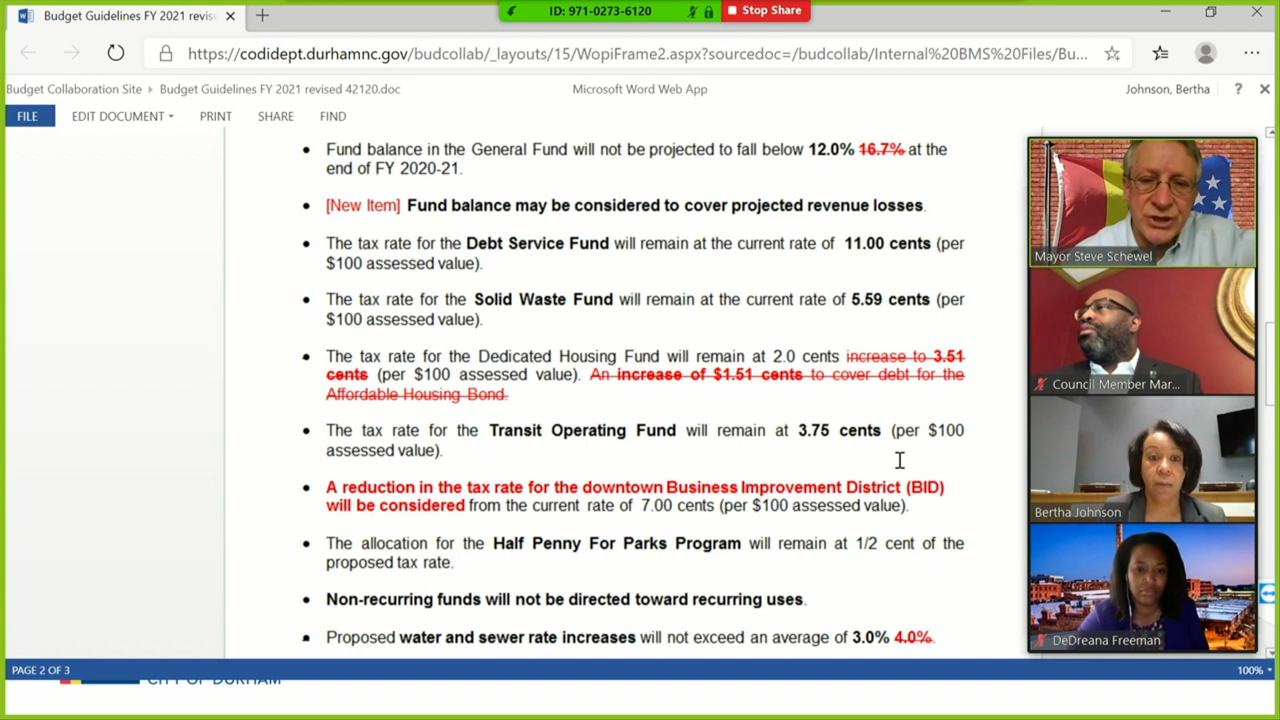 Budget Guidelines FY 2021 revis
ID: 971-0273-6120
Stop Share
https://codidept.durhamnc.gov/budcollab/_layouts/15/WopiFrame2.aspx?sourcedoc=/budcollab/Internal%20BMS%20Files/Bu...
Budget Collaboration Site Budget Guidelines FY 2021 revised 42120.doc
Microsoft Word Web App
Johnson, Bertha ?
FILE EDIT DOCUMENT PRINT SHARE FIND
Fund balance in the General Fund will not be projected to fall below 12.0% 16.7% at the
end of FY 2020-21.
[New Item] Fund balance may be considered to cover projected revenue losses.
The tax rate for the Debt Service Fund will remain at the current rate of 11.00 cents (per
$100 assessed value).
The tax rate for the Solid Waste Fund will remain at the current rate of 5.59 cents (per
$100 assessed value).
The tax rate for the Dedicated Housing Fund will remain at 2.0 cents increase to 3.51
cents (per $100 assessed value). An increase of $1.51 cents to cover debt for the
Affordable Housing Bond.
The tax rate for the Transit Operating Fund will remain at 3.75 cents (per $100
assessed value).
A reduction in the tax rate for the downtown Business Improvement District (BID)
will be considered from the current rate of 7.00 cents (per $100 assessed value).
The allocation for the Half Penny For Parks Program will remain at 1/2 cent of the
proposed tax rate.
Non-recurring funds will not be directed toward recurring uses.
Proposed water and sewer rate increases will not exceed an average of 3.0% 4.0%.
Mayor Steve Schewel
Council Member Mar...
Bertha Johnson
DeDreana Freeman
PAGE 2 OF 3
100%
CITY OF DURHAM